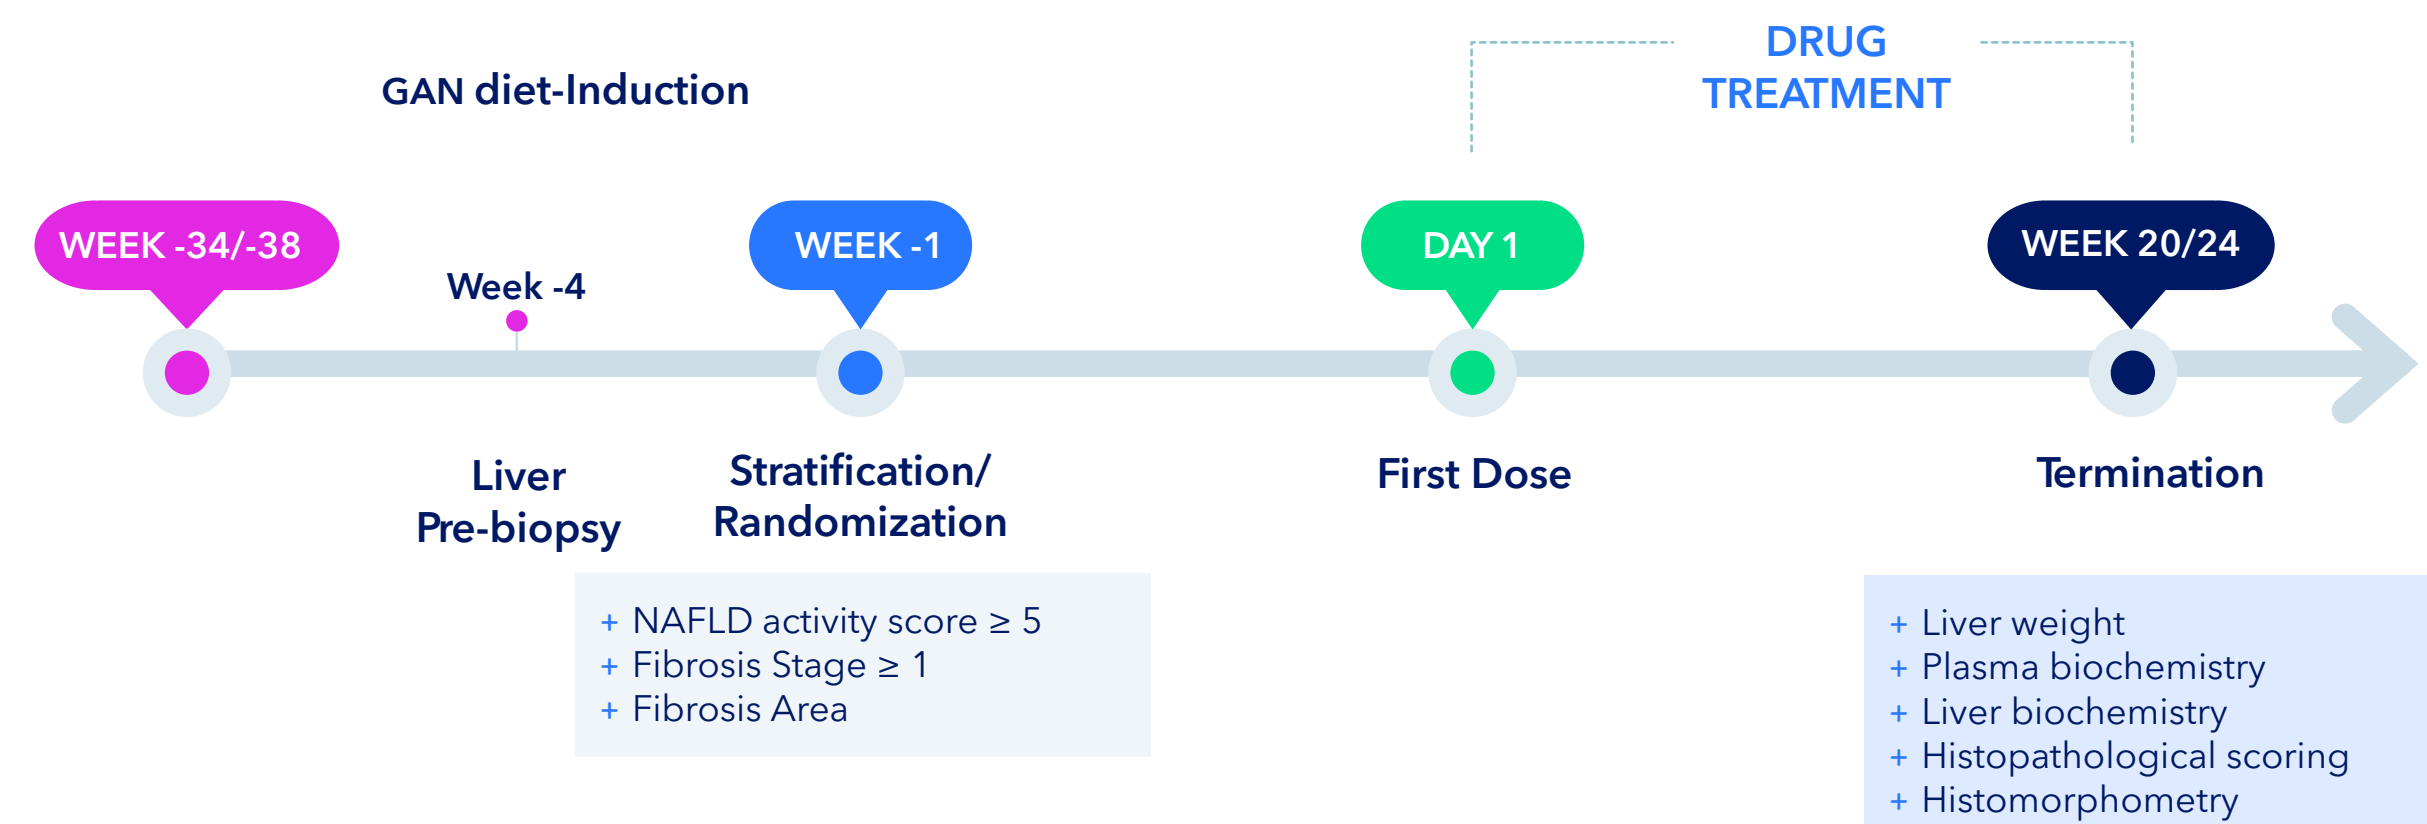 DRUG
TREATMENT
GAN diet-Induction
WEEK -34/-38
Week -4
WEEK -1
DAY 1
WEEK 20/24
Liver
Pre-biopsy
Stratification/
Randomization
First Dose
Termination
+ NAFLD activity score ≥ 5
+ Fibrosis Stage ≥ 1
+ Fibrosis Area
+ Liver weight
+ Plasma biochemistry
+ Liver biochemistry
+ Histopathological scoring
+ Histomorphometry